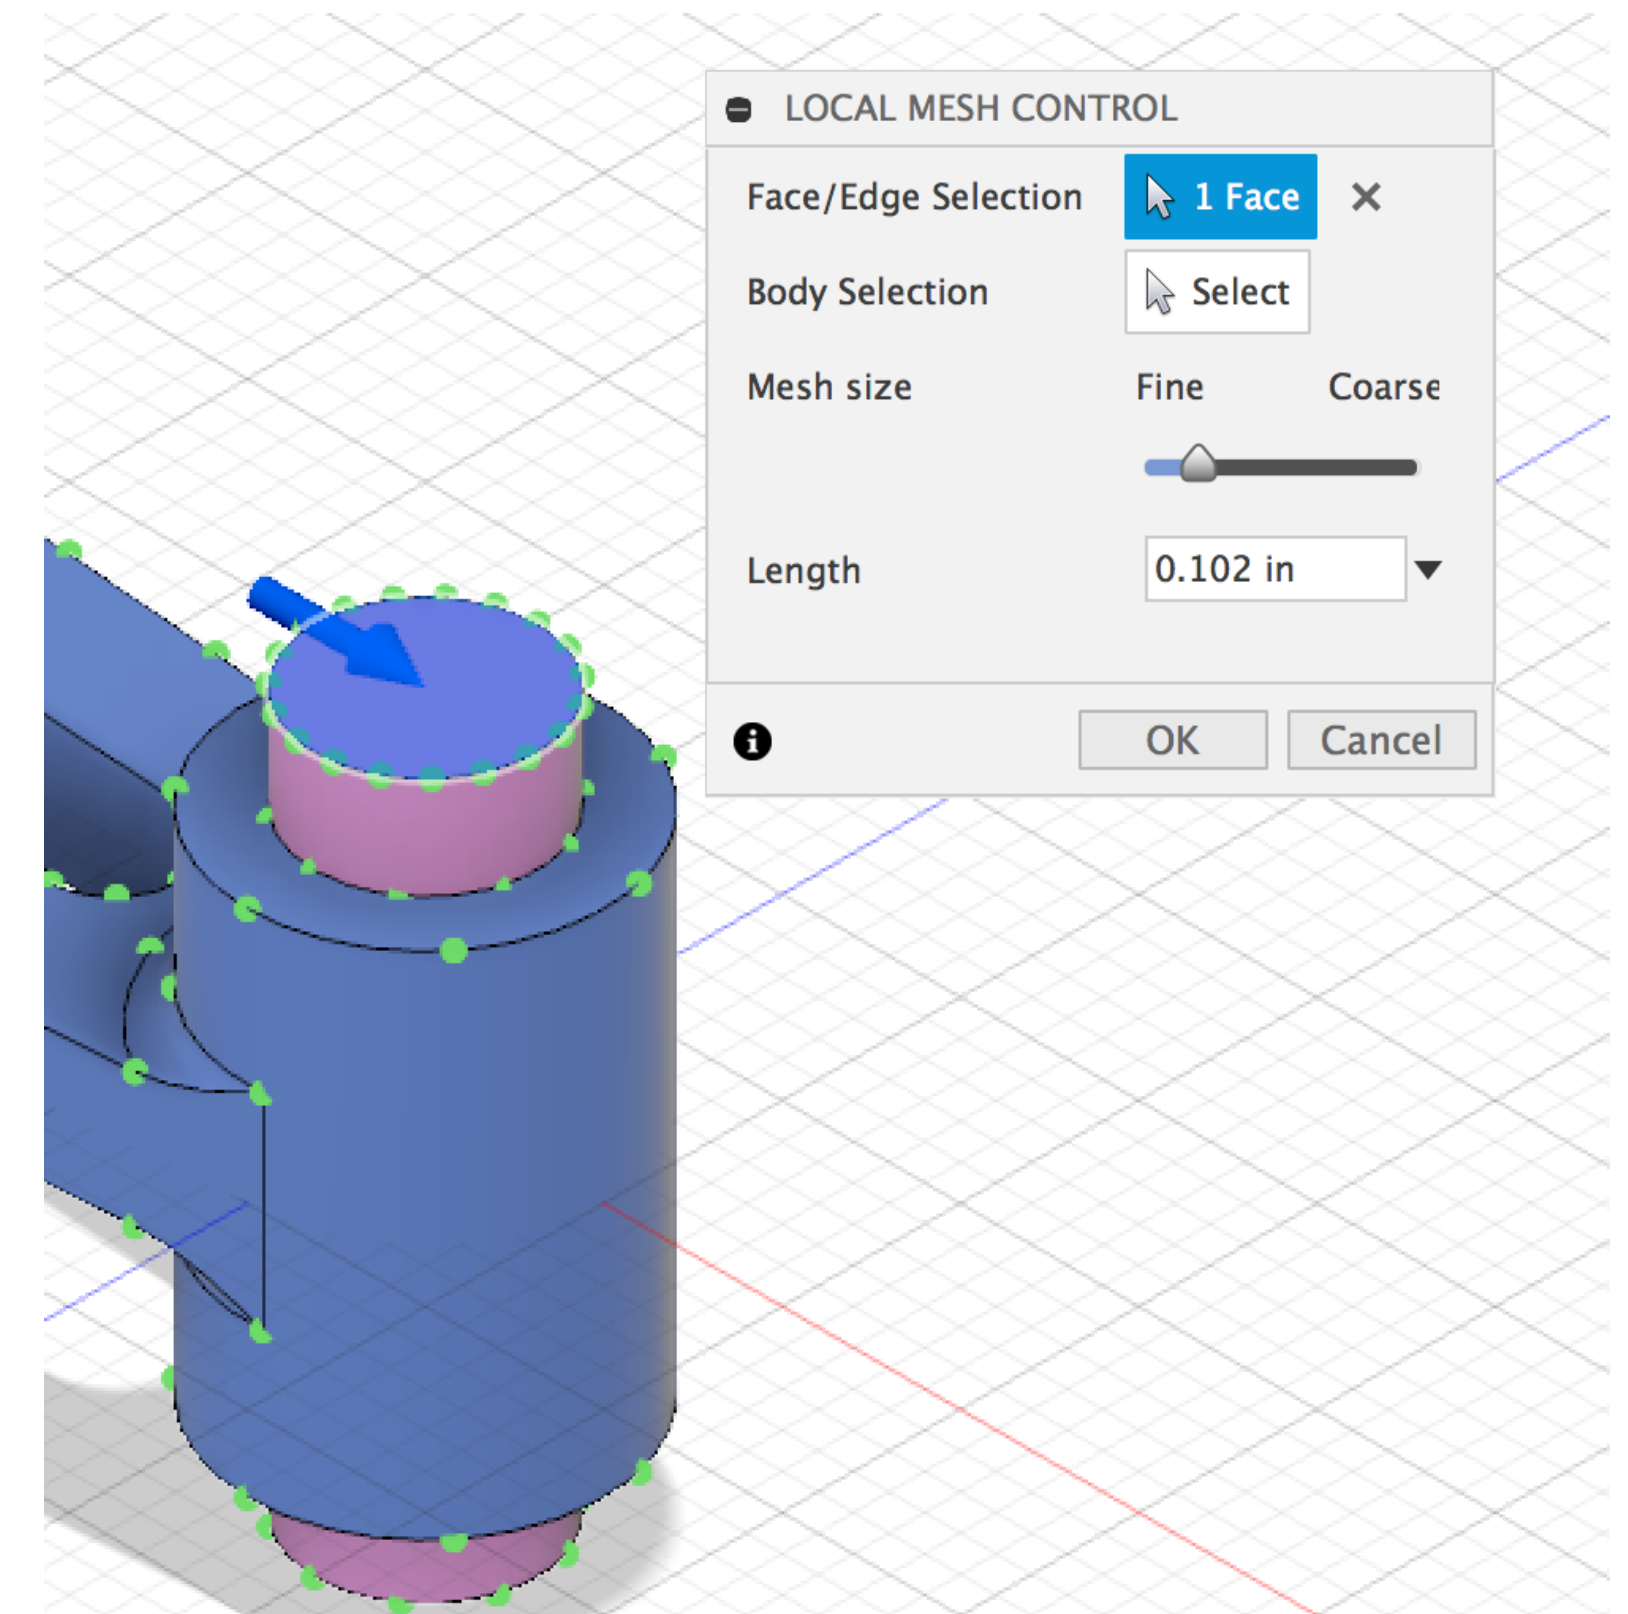 LOCAL MESH CONTROL
Face/Edge Selection 1 Face
Body Selection Select
Mesh size Fine Coarse
Length 0.102 in
OK Cancel